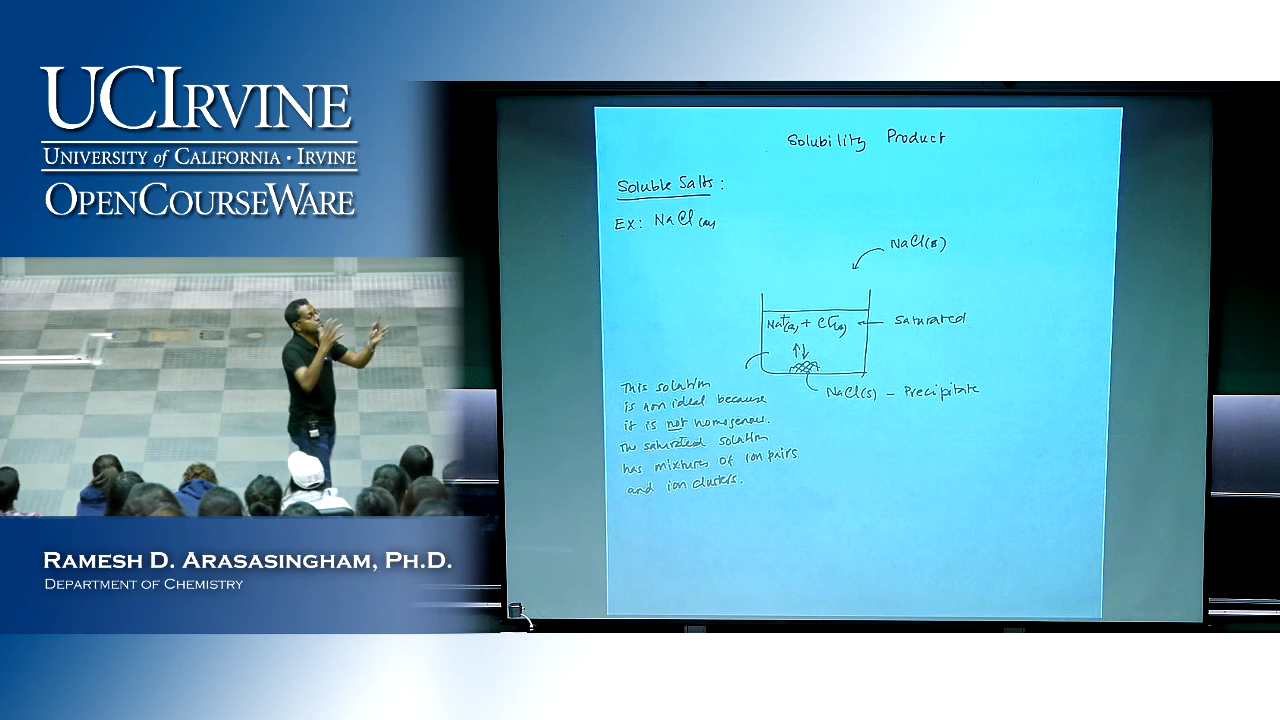 UCIRVINE
UNIVERSITY of CALIFORNIA · IRVINE
OPENCOURSEWARE
RAMESH D. ARASASINGHAM, PH.D.
DEPARTMENT OF CHEMISTRY
Solubility Product
Soluble Salts:
Ex: NaCl(aq)
NaCl(s)
Na+(aq) + Cl-(aq)
Saturated
NaCl(s) – Precipitate
This solution
is non ideal because
it is not homogenous.
The saturated solution
has mixtures of ion pairs
and ion clusters.